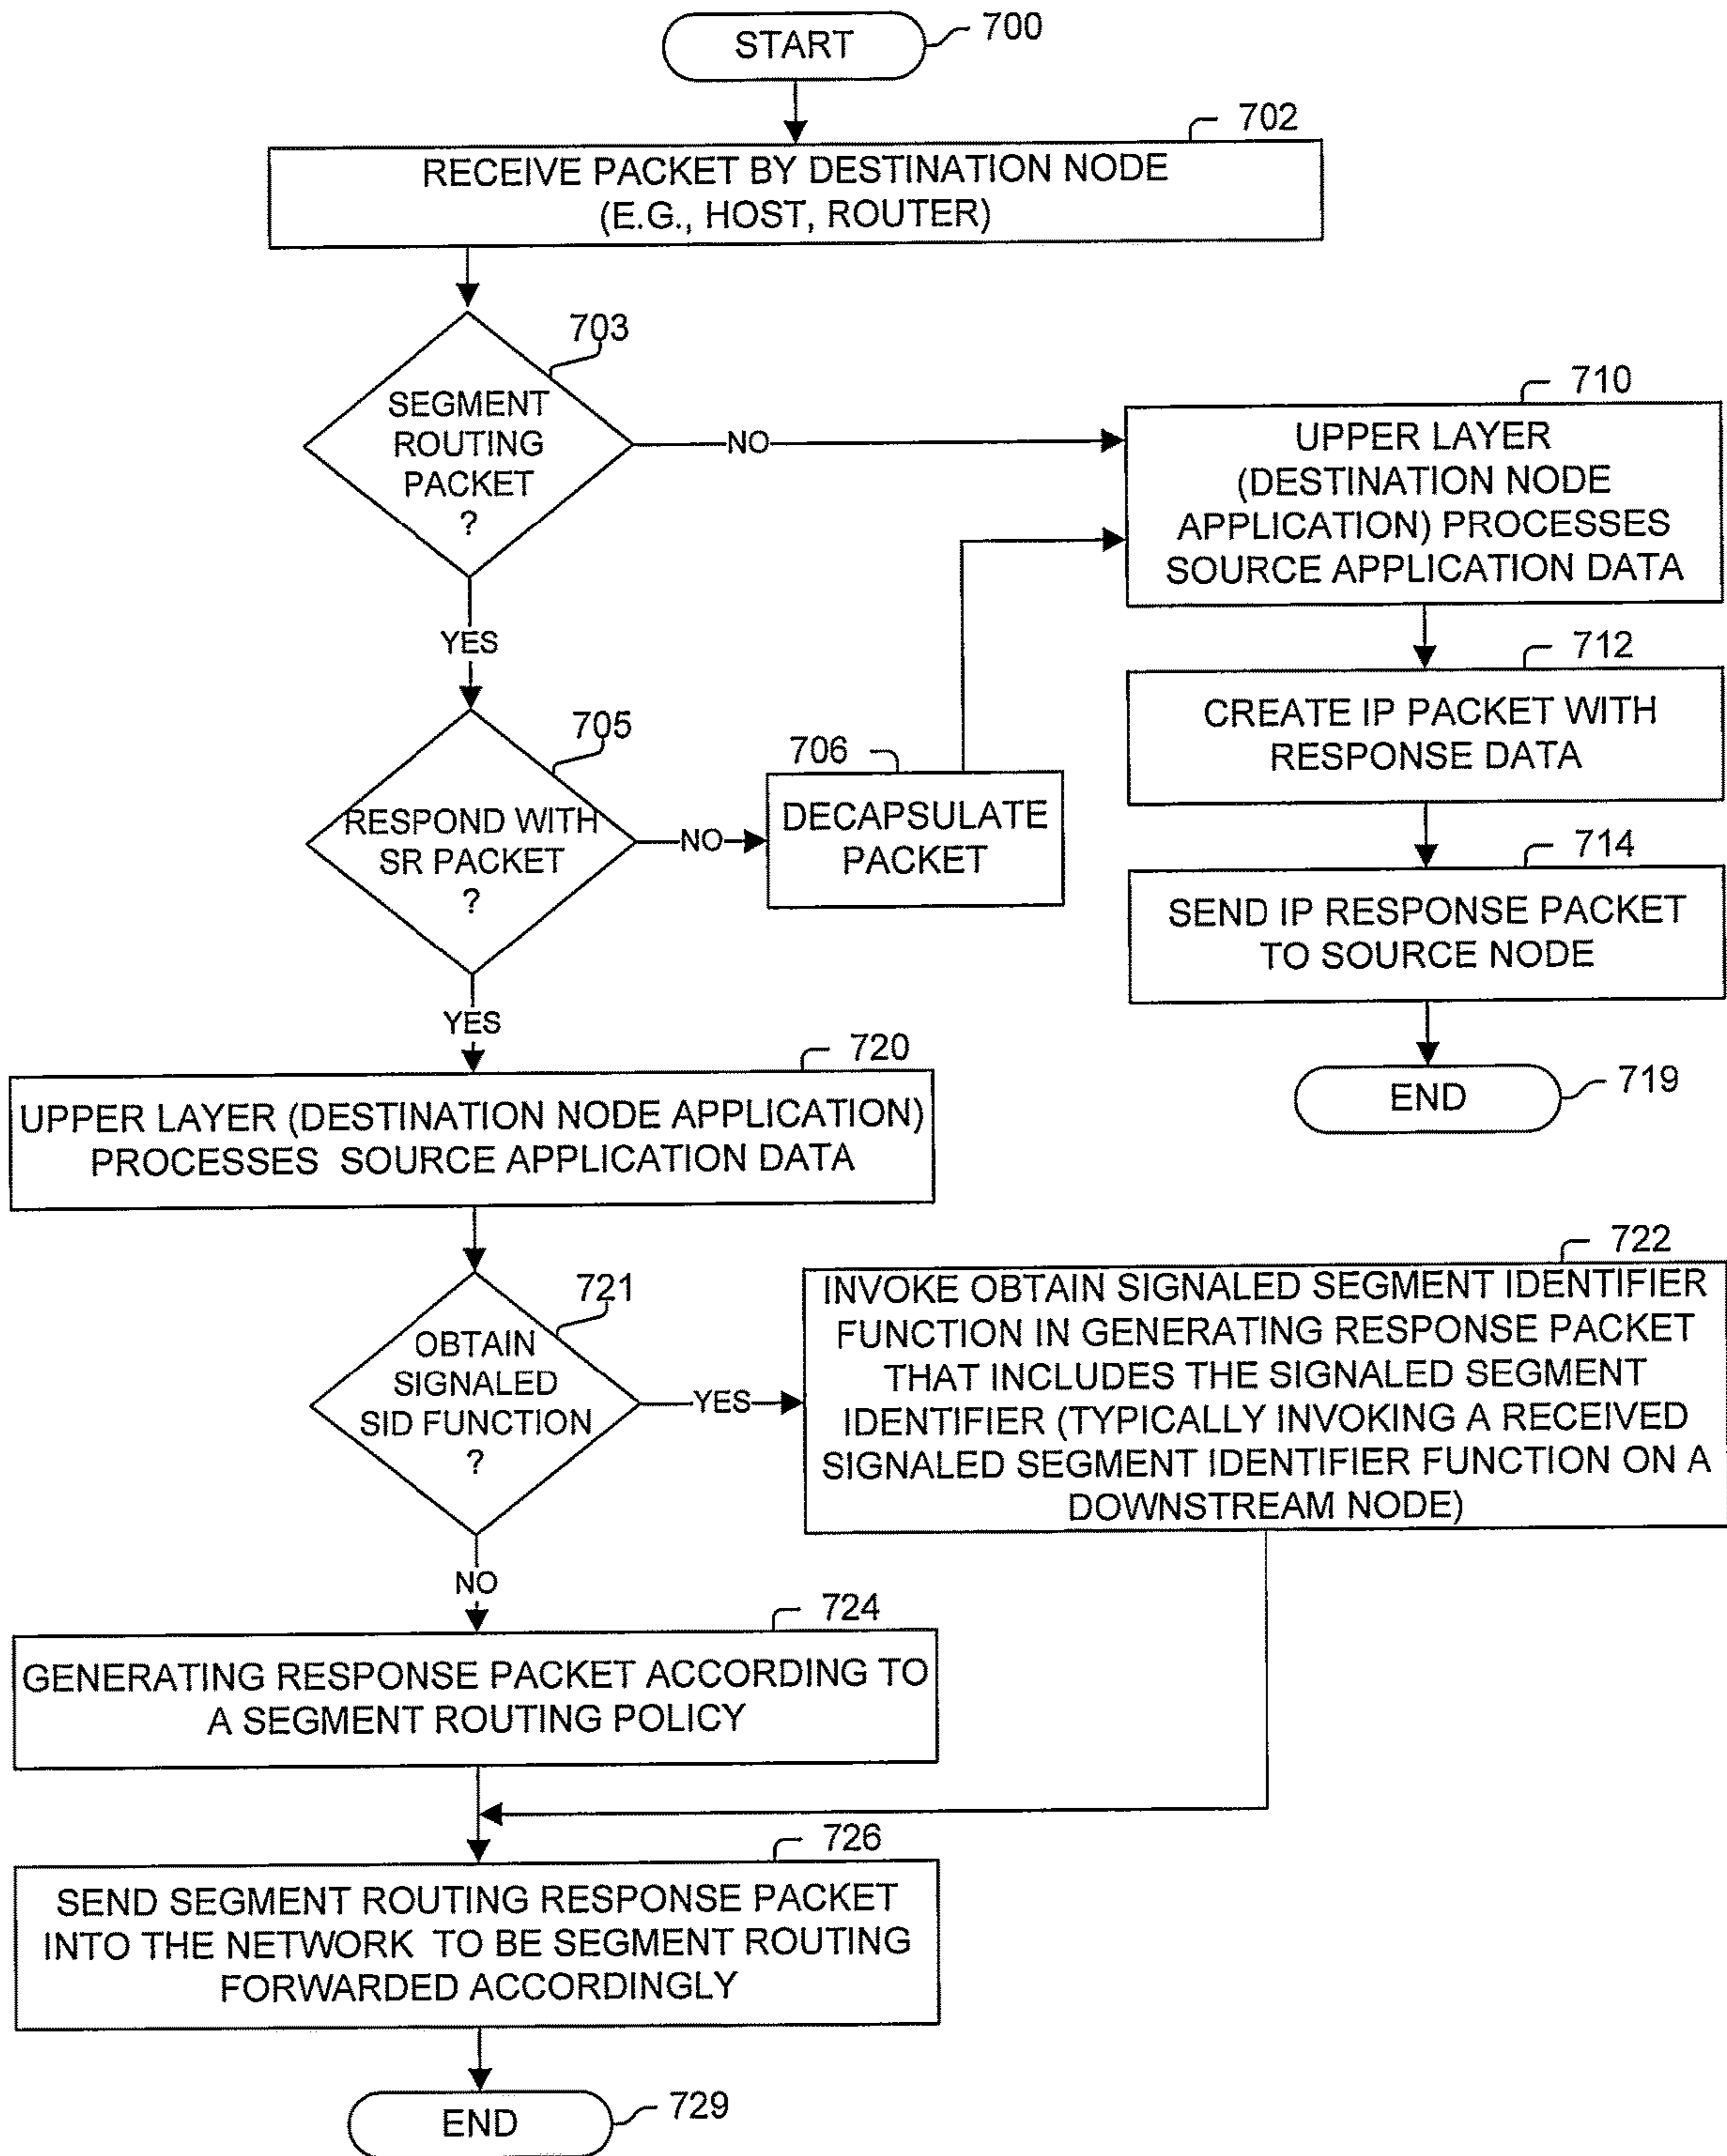 START
700
702
RECEIVE PACKET BY DESTINATION NODE
(E.G., HOST, ROUTER)
703
SEGMENT
ROUTING
PACKET
?
NO
YES
710
UPPER LAYER
(DESTINATION NODE
APPLICATION) PROCESSES
SOURCE APPLICATION DATA
712
CREATE IP PACKET WITH
RESPONSE DATA
714
SEND IP RESPONSE PACKET
TO SOURCE NODE
END
719
705
RESPOND WITH
SR PACKET
?
NO
706
DECAPSULATE
PACKET
YES
720
UPPER LAYER (DESTINATION NODE APPLICATION)
PROCESSES SOURCE APPLICATION DATA
721
OBTAIN
SIGNALED
SID FUNCTION
?
YES
722
INVOKE OBTAIN SIGNALED SEGMENT IDENTIFIER
FUNCTION IN GENERATING RESPONSE PACKET
THAT INCLUDES THE SIGNALED SEGMENT
IDENTIFIER (TYPICALLY INVOKING A RECEIVED
SIGNALED SEGMENT IDENTIFIER FUNCTION ON A
DOWNSTREAM NODE)
NO
724
GENERATING RESPONSE PACKET ACCORDING TO
A SEGMENT ROUTING POLICY
726
SEND SEGMENT ROUTING RESPONSE PACKET
INTO THE NETWORK TO BE SEGMENT ROUTING
FORWARDED ACCORDINGLY
END
729